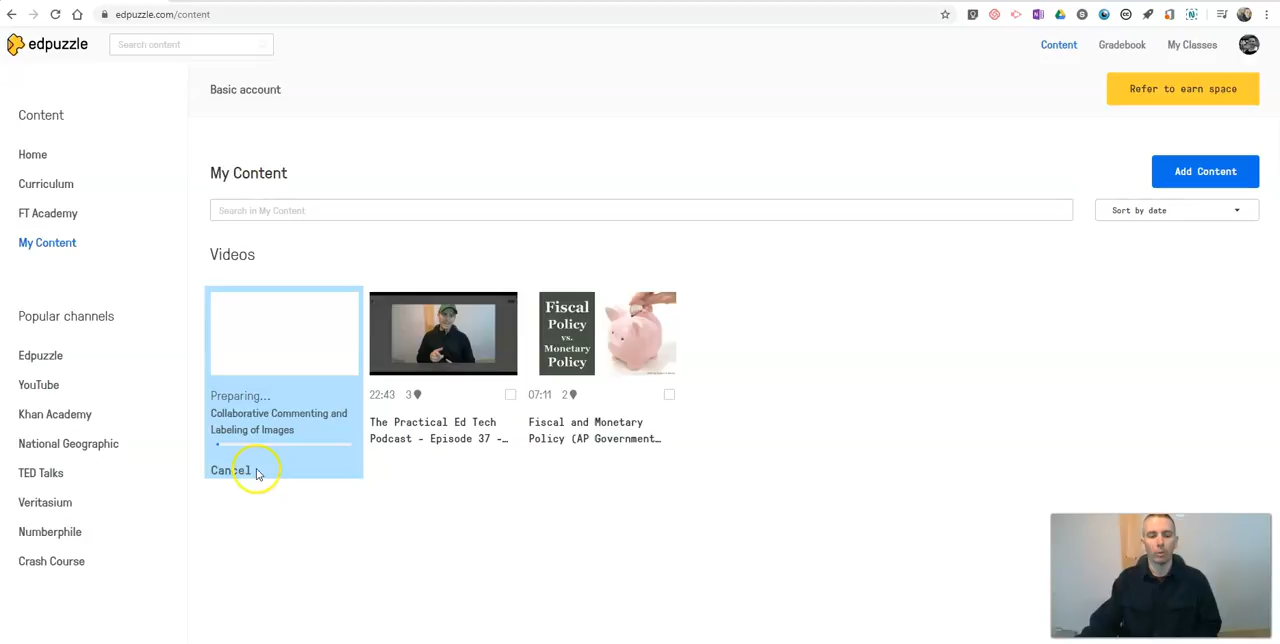 edpuzzle.com/content
edpuzzle
Search content
Content
Gradebook
My Classes
Basic account
Refer to earn space
Content
Home
Curriculum
FT Academy
My Content
Popular channels
Edpuzzle
YouTube
Khan Academy
National Geographic
TED Talks
Veritasium
Numberphile
Crash Course
My Content
Add Content
Search in My Content
Sort by date
Videos
Preparing...
Collaborative Commenting and
Labeling of Images
Cancel
22:43 3
The Practical Ed Tech
Podcast - Episode 37 -…
Fiscal
Policy
vs.
Monetary
Policy
07:11 2
Fiscal and Monetary
Policy (AP Government…